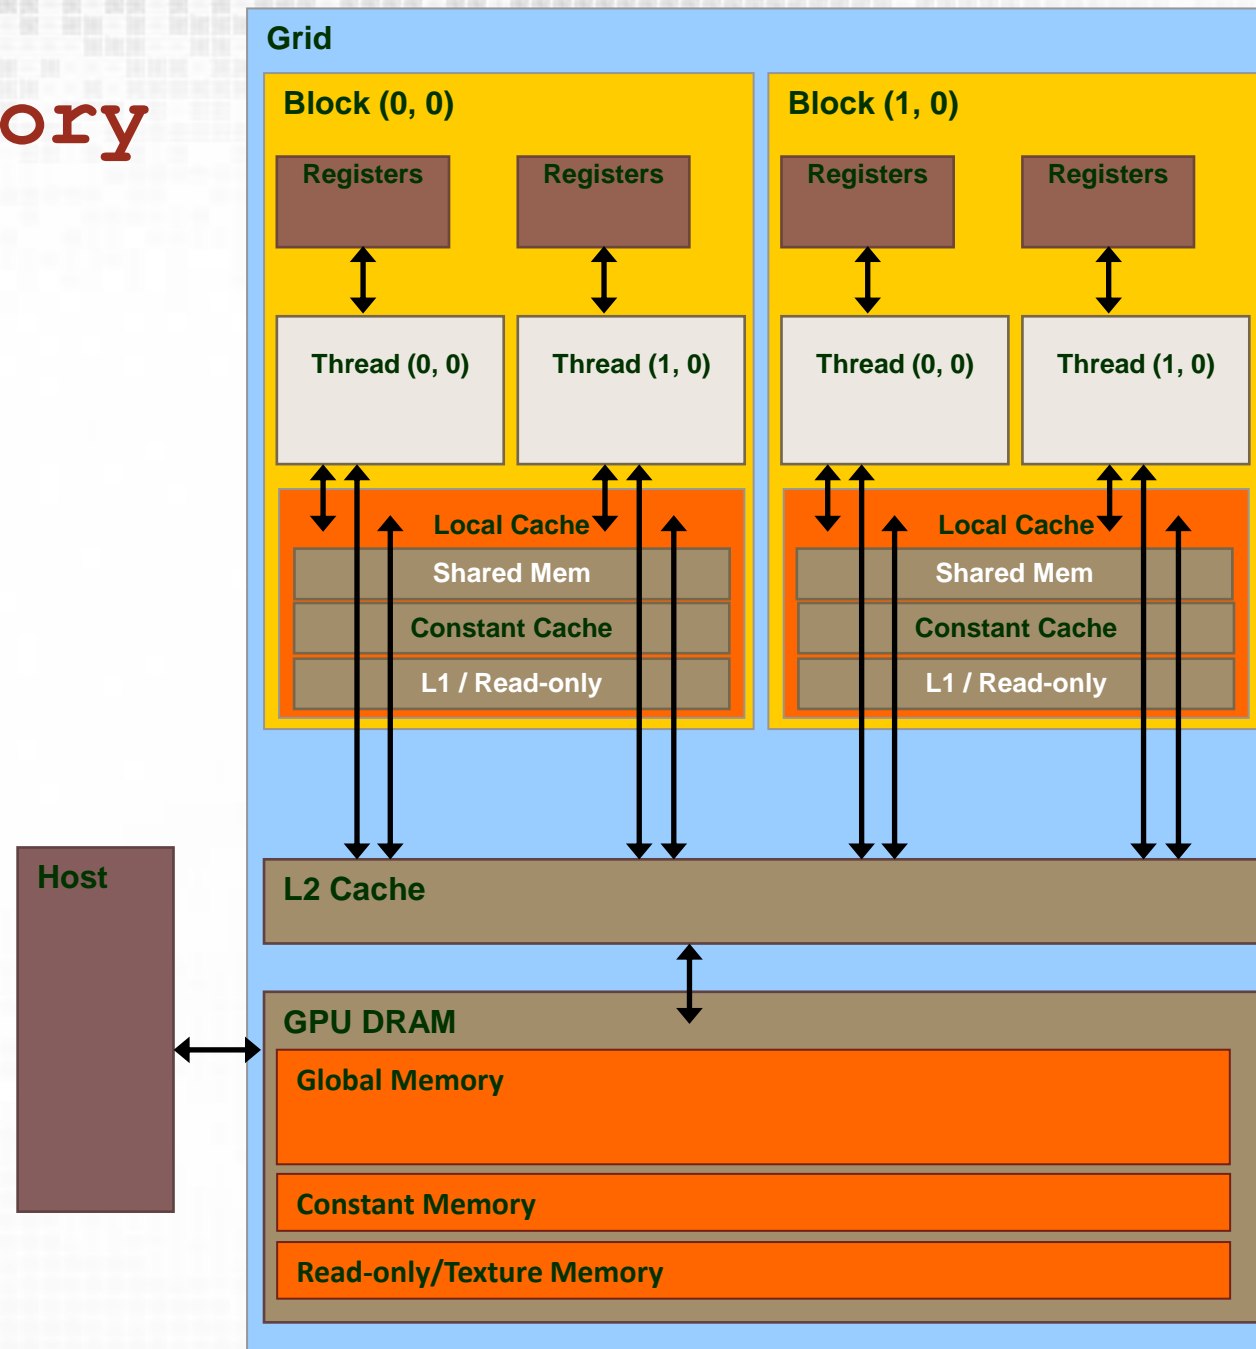 ory
Grid
Block (0, 0)
Block (1, 0)
Registers
Registers
Registers
Registers
Thread (0, 0)
Thread (1, 0)
Thread (0, 0)
Thread (1, 0)
Local Cache
Local Cache
Shared Mem
Shared Mem
Constant Cache
Constant Cache
L1 / Read-only
L1 / Read-only
Host
L2 Cache
GPU DRAM
Global Memory
Constant Memory
Read-only/Texture Memory